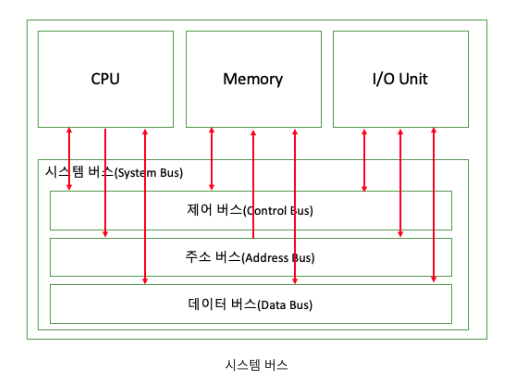 CPU
Memory
I/O Unit
시스템 버스(System Bus)
제어 버스(Control Bus)
주소 버스(Address Bus)
데이터 버스(Data Bus)
시스템 버스